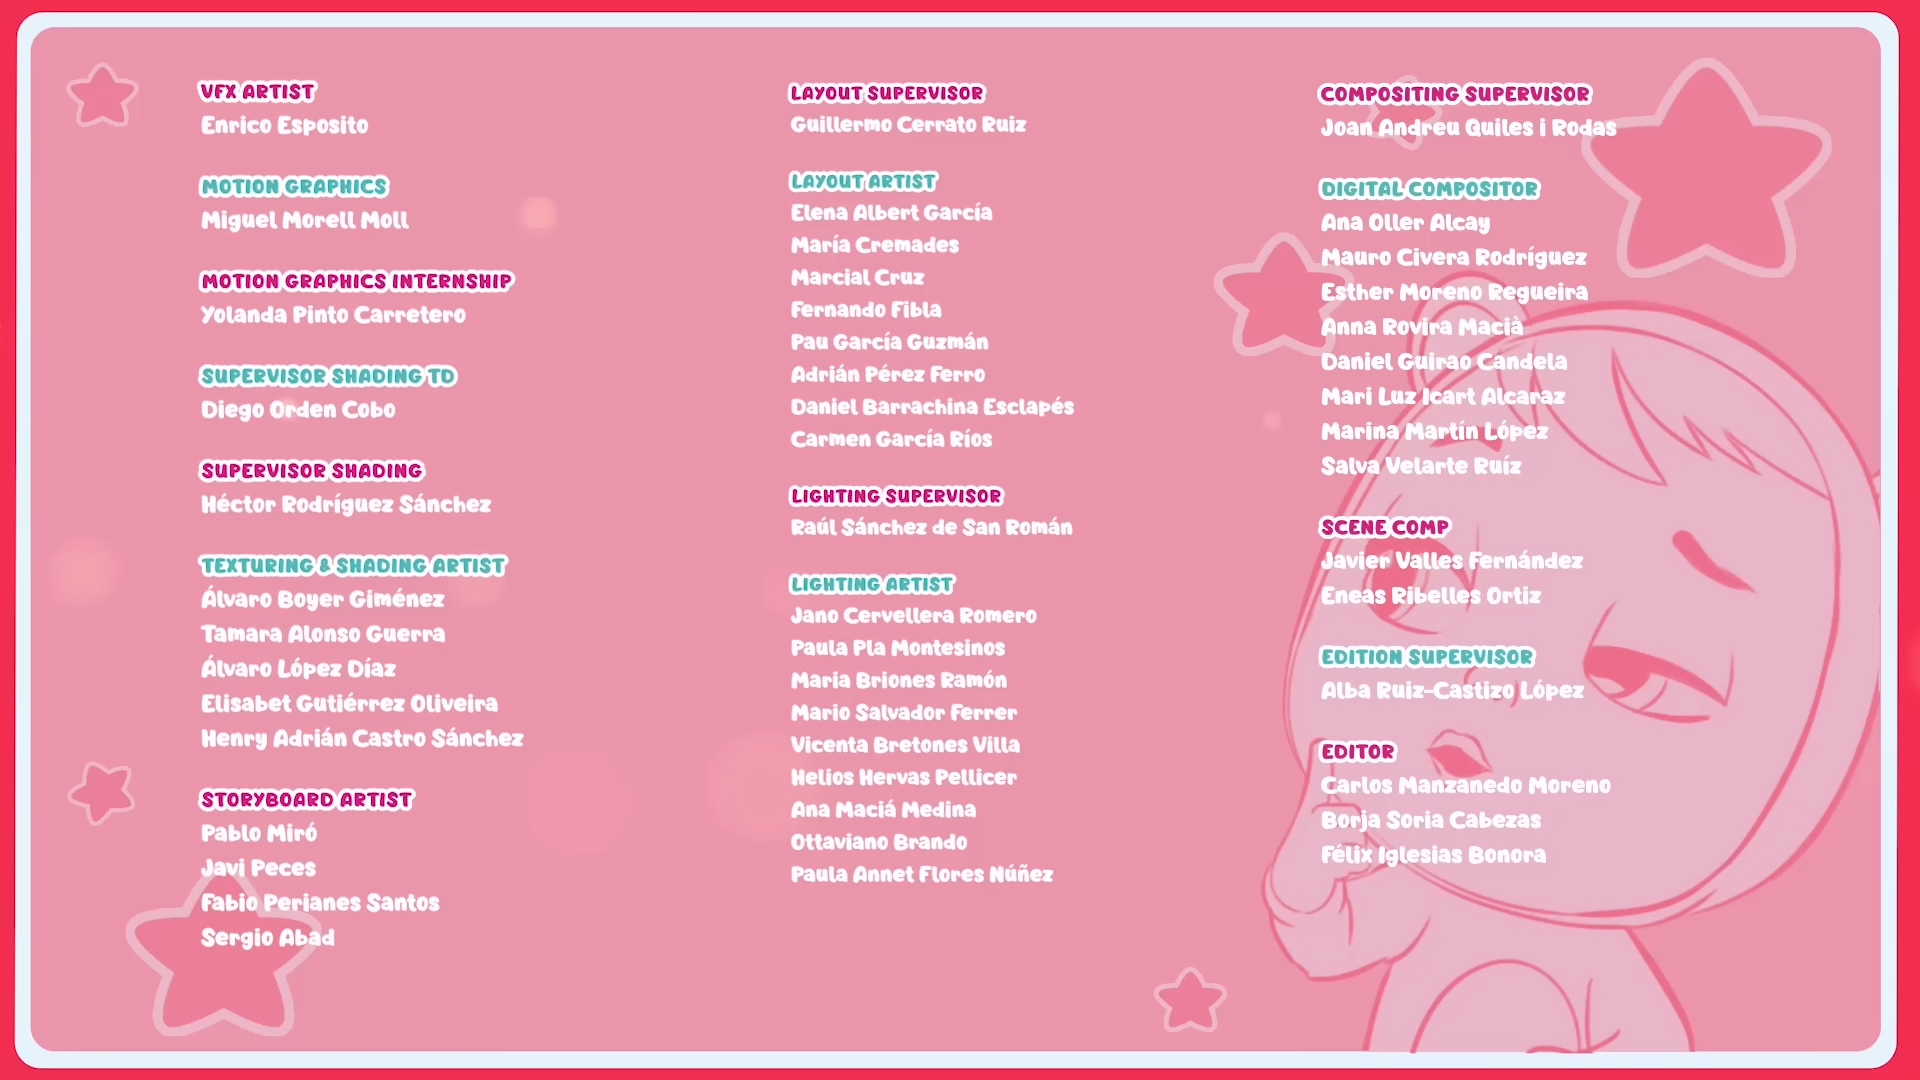 VFX ARTIST
Enrico Esposito
MOTION GRAPHICS
Miguel Morell Moll
MOTION GRAPHICS INTERNSHIP
Yolanda Pinto Carretero
SUPERVISOR SHADING TD
Diego Orden Cobo
SUPERVISOR SHADING
Héctor Rodríguez Sánchez
TEXTURING & SHADING ARTIST
Álvaro Boyer Giménez
Tamara Alonso Guerra
Álvaro López Díaz
Elisabet Gutiérrez Oliveira
Henry Adrián Castro Sánchez
STORYBOARD ARTIST
Pablo Miró
Javi Peces
Fabio Perianes Santos
Sergio Abad
LAYOUT SUPERVISOR
Guillermo Cerrato Ruiz
LAYOUT ARTIST
Elena Albert García
María Cremades
Marcial Cruz
Fernando Fibla
Pau García Guzmán
Adrián Pérez Ferro
Daniel Barrachina Esclapés
Carmen García Ríos
LIGHTING SUPERVISOR
Raúl Sánchez de San Román
LIGHTING ARTIST
Jano Cervellera Romero
Paula Pla Montesinos
Maria Briones Ramón
Mario Salvador Ferrer
Vicenta Bretones Villa
Helios Hervas Pellicer
Ana Maciá Medina
Ottaviano Brando
Paula Annet Flores Núñez
COMPOSITING SUPERVISOR
Joan Andreu Quiles i Rodas
DIGITAL COMPOSITOR
Ana Oller Alcay
Mauro Civera Rodríguez
Esther Moreno Regueira
Anna Rovira Macià
Daniel Guirao Candela
Mari Luz Icart Alcaraz
Marina Martín López
Salva Velarte Ruíz
SCENE COMP
Javier Valles Fernández
Eneas Ribelles Ortiz
EDITION SUPERVISOR
Alba Ruiz-Castizo López
EDITOR
Carlos Manzanedo Moreno
Borja Soria Cabezas
Félix Iglesias Bonora